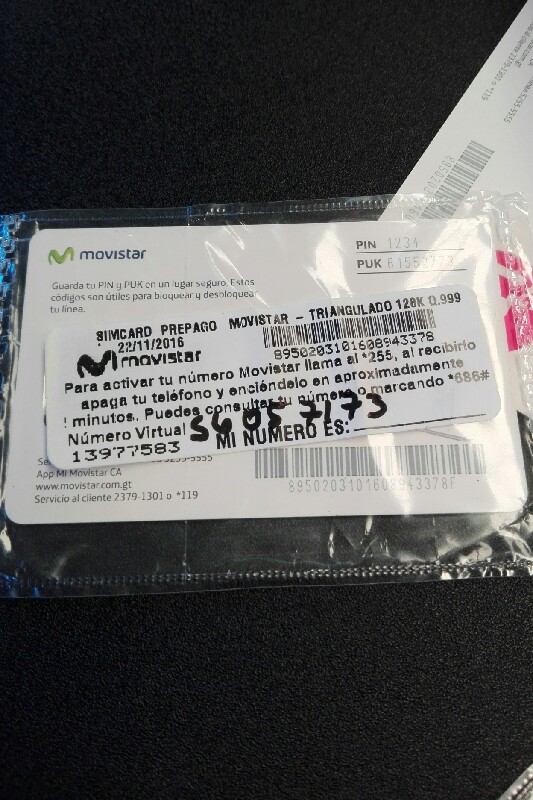 movistar
PIN 1234
PUK
Guarda tu PIN y PUK en un lugar seguro. Estos
códigos son útiles para bloquear y desbloquear
tu línea.
SIMCARD PREPAGO MOVISTAR - TRIANGULADO 128K 0.999
22/11/2016
movistar
8950203101608943378
Para activar tu número Movistar llama al *255, al recibirlo
apaga tu teléfono y enciéndelo en aproximadamente
! minutos. Puedes consultar tu número marcando *686#
Número Virtual
56057173
MI NUMERO ES:
13977583
App Mi Movistar CA
www.movistar.com.gt
Servicio al cliente 2379-1301 o *119
8950203101608943378F